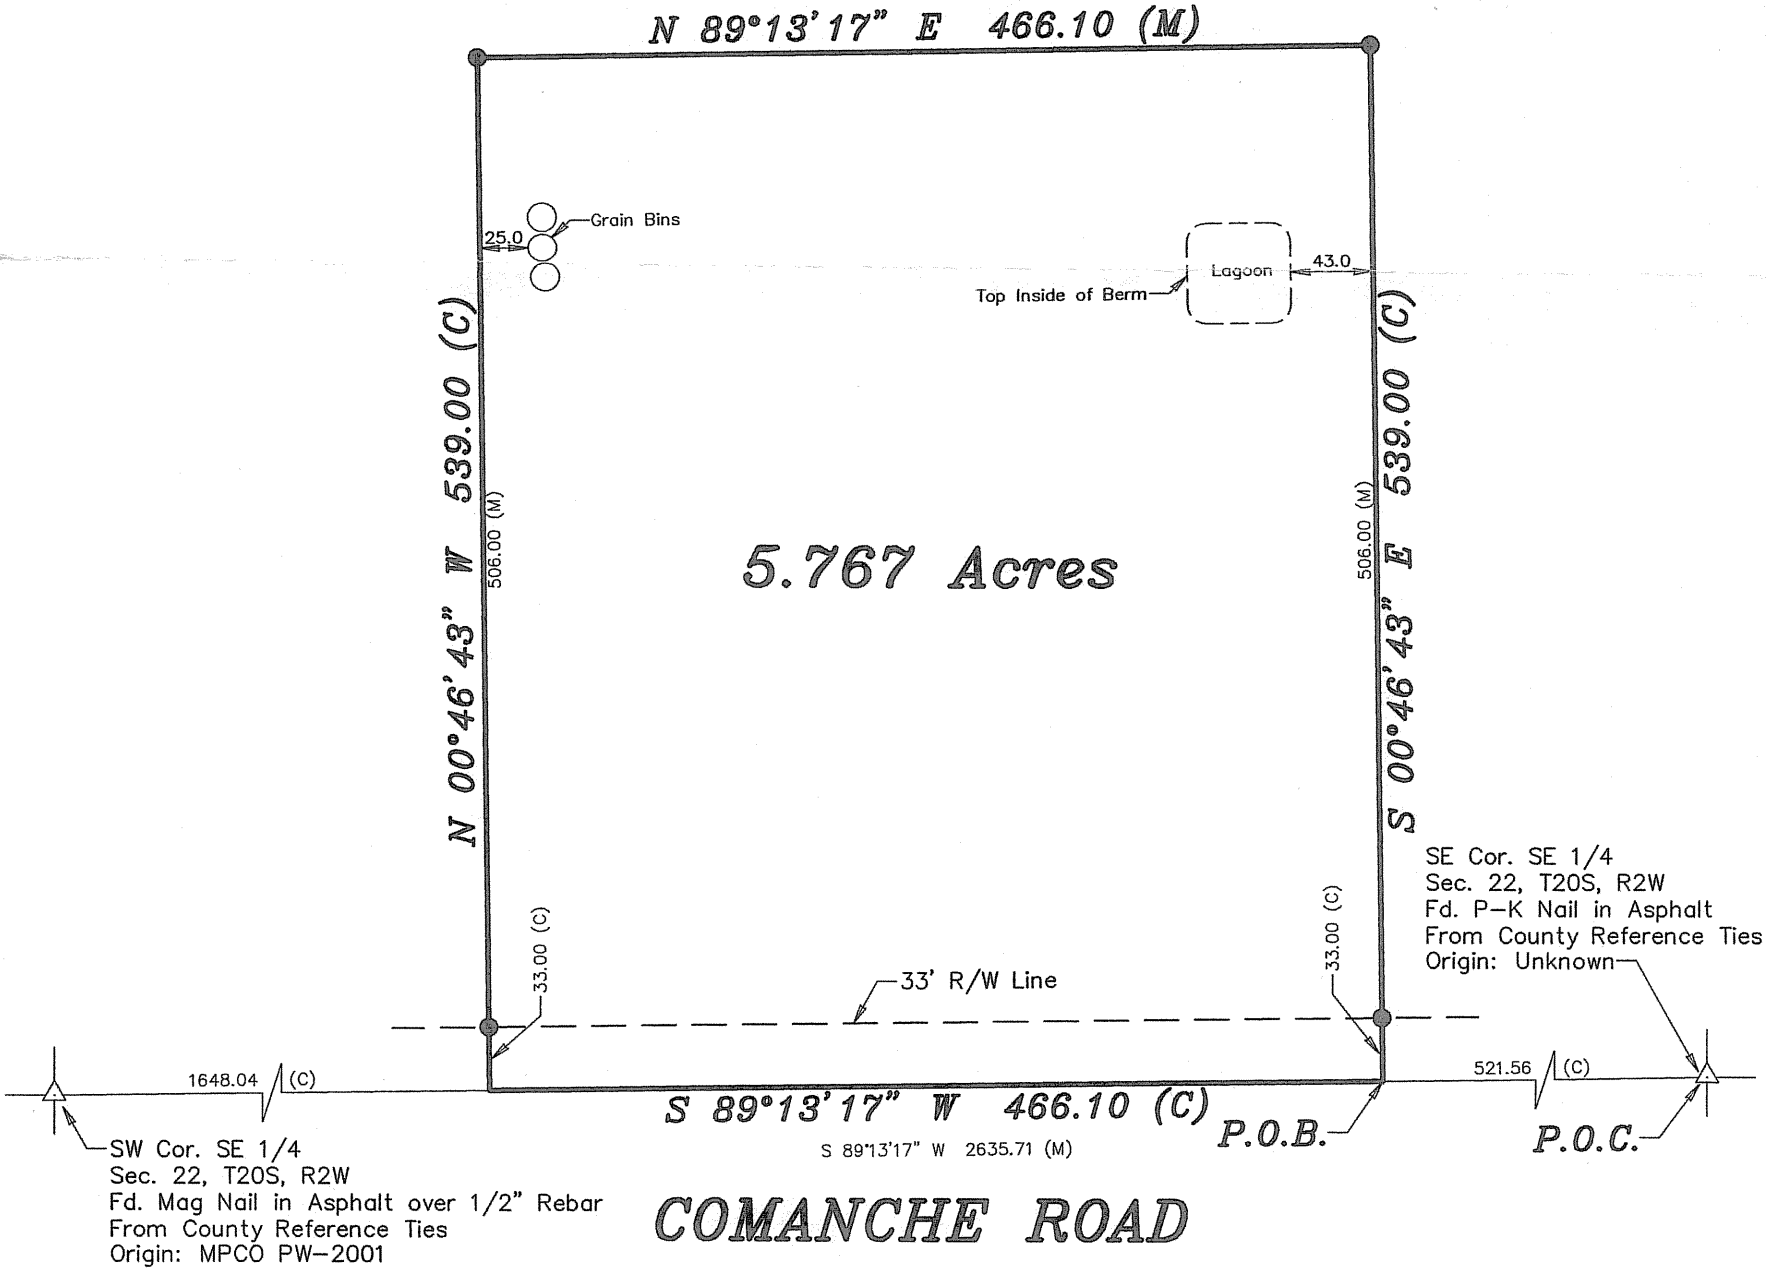 N 89°13'17" E 466.10 (M)
Grain Bins
25.0
Lagoon
43.0
Top Inside of Berm
N 00°46'43" W 539.00 (C)
S 00°46'43" E 539.00 (C)
506.00 (M)
506.00 (M)
5.767 Acres
SE Cor. SE 1/4
Sec. 22, T20S, R2W
Fd. P-K Nail in Asphalt
From County Reference Ties
Origin: Unknown
33.00 (C)
33.00 (C)
33' R/W Line
1648.04 (C)
521.56 (C)
S 89°13'17" W 466.10 (C)
P.O.B.
P.O.C.
S 89°13'17" W 2635.71 (M)
SW Cor. SE 1/4
Sec. 22, T20S, R2W
Fd. Mag Nail in Asphalt over 1/2" Rebar
From County Reference Ties
Origin: MPCO PW-2001
COMANCHE ROAD